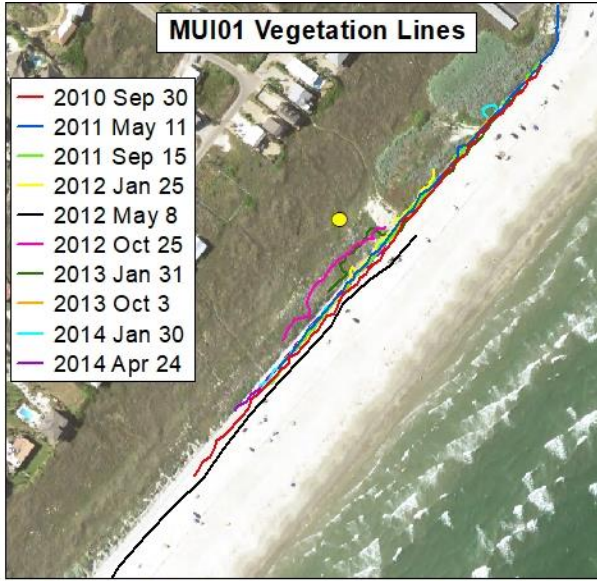 MUI01 Vegetation Lines
2010 Sep 30
2011 May 11
2011 Sep 15
2012 Jan 25
2012 May 8
2012 Oct 25
2013 Jan 31
2013 Oct 3
2014 Jan 30
2014 Apr 24